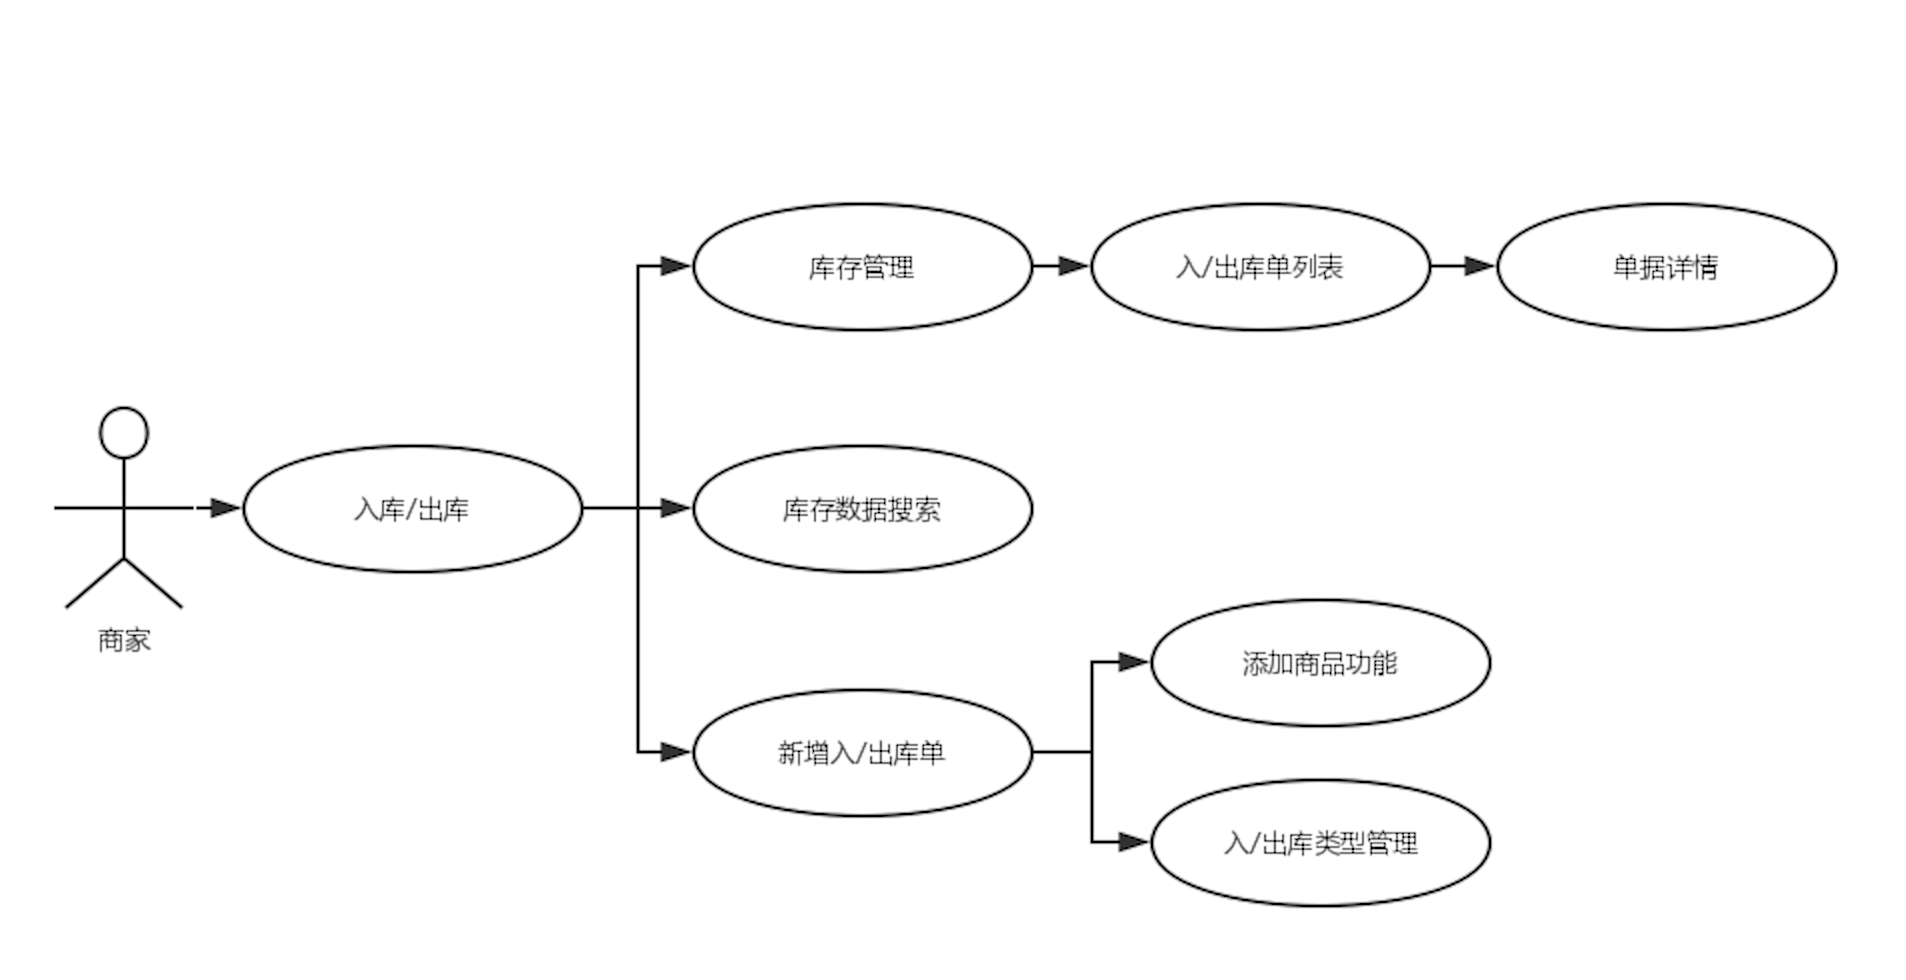 库存管理
入/出库单列表
单据详情
入库/出库
库存数据搜索
商家
添加商品功能
新增入/出库单
入/出库类型管理